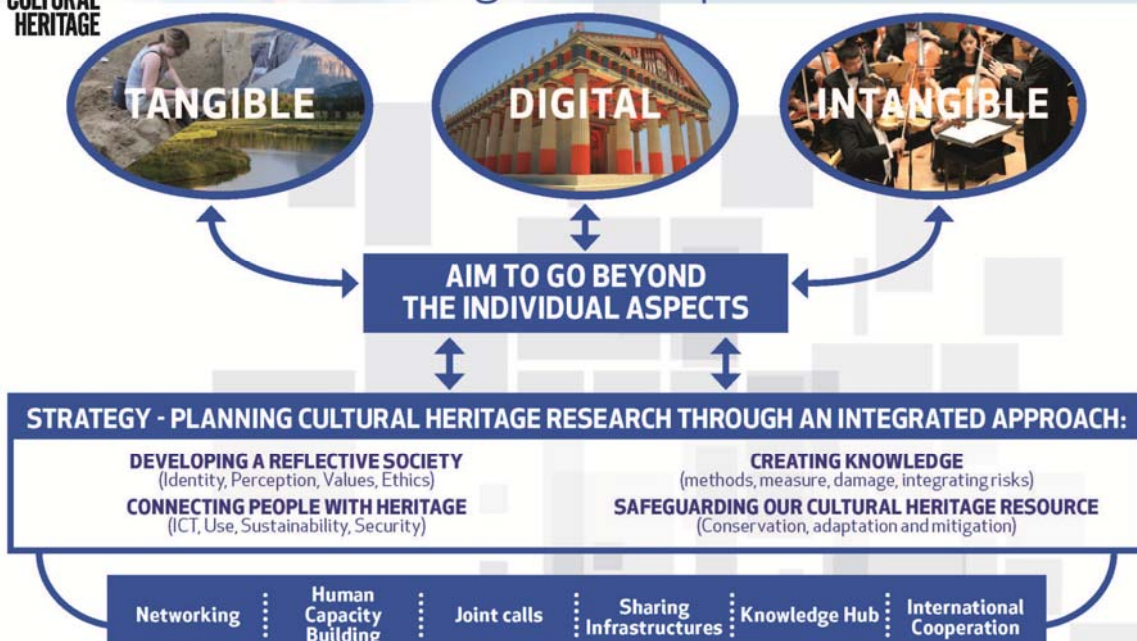 CULTURAL
HERITAGE
TANGIBLE
DIGITAL
INTANGIBLE
AIM TO GO BEYOND
THE INDIVIDUAL ASPECTS
STRATEGY - PLANNING CULTURAL HERITAGE RESEARCH THROUGH AN INTEGRATED APPROACH:
DEVELOPING A REFLECTIVE SOCIETY
(Identity, Perception, Values, Ethics)
CONNECTING PEOPLE WITH HERITAGE
(ICT, Use, Sustainability, Security)
CREATING KNOWLEDGE
(methods, measure, damage, integrating risks)
SAFEGUARDING OUR CULTURAL HERITAGE RESOURCE
(Conservation, adaptation and mitigation)
Networking
Human
Capacity
Building
Joint calls
Sharing
Infrastructures
Knowledge Hub
International
Cooperation